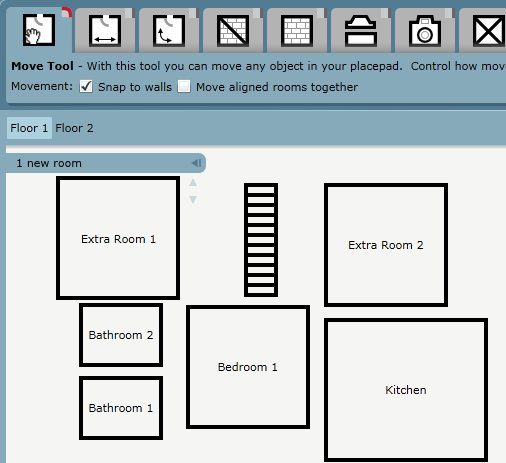 Move Tool - With this tool you can move any object in your placepad. Control how mov
Movement: Snap to walls Move aligned rooms together
Floor 1 Floor 2
1 new room
Extra Room 1
Extra Room 2
Bathroom 2
Bedroom 1
Kitchen
Bathroom 1